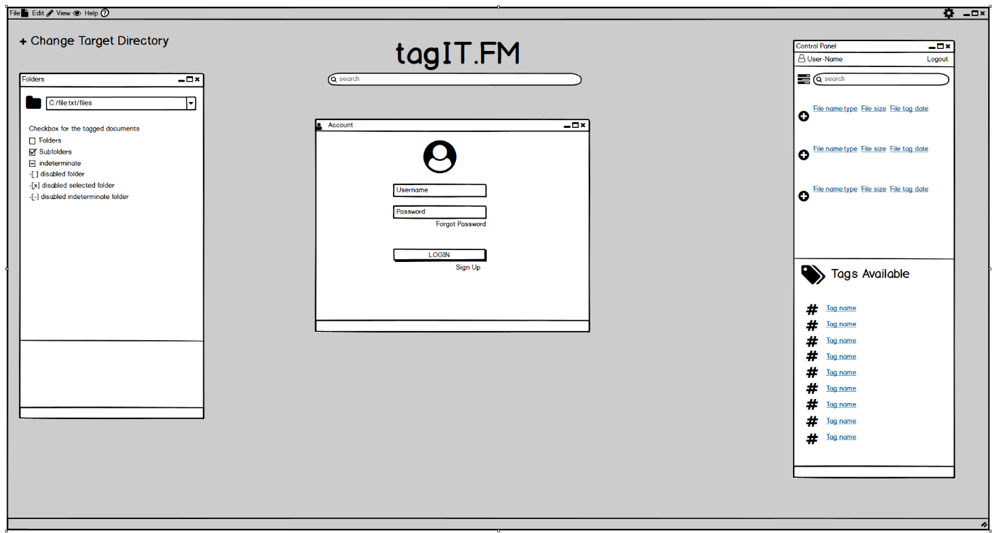 File Edit View Help ?
+ Change Target Directory
tagIT.FM
search
Folders
C:/file.txt/files
Checkbox for the tagged documents
Folders
Subfolders
indeterminate
-[ ] disabled folder
-[x] disabled selected folder
-[-] disabled indeterminate folder
Account
Username
Password
Forgot Password
LOGIN
Sign Up
Control Panel
User-Name Logout
search
File name.type File size File tag date
File name.type File size File tag date
File name.type File size File tag date
Tags Available
# Tag name
# Tag name
# Tag name
# Tag name
# Tag name
# Tag name
# Tag name
# Tag name
# Tag name